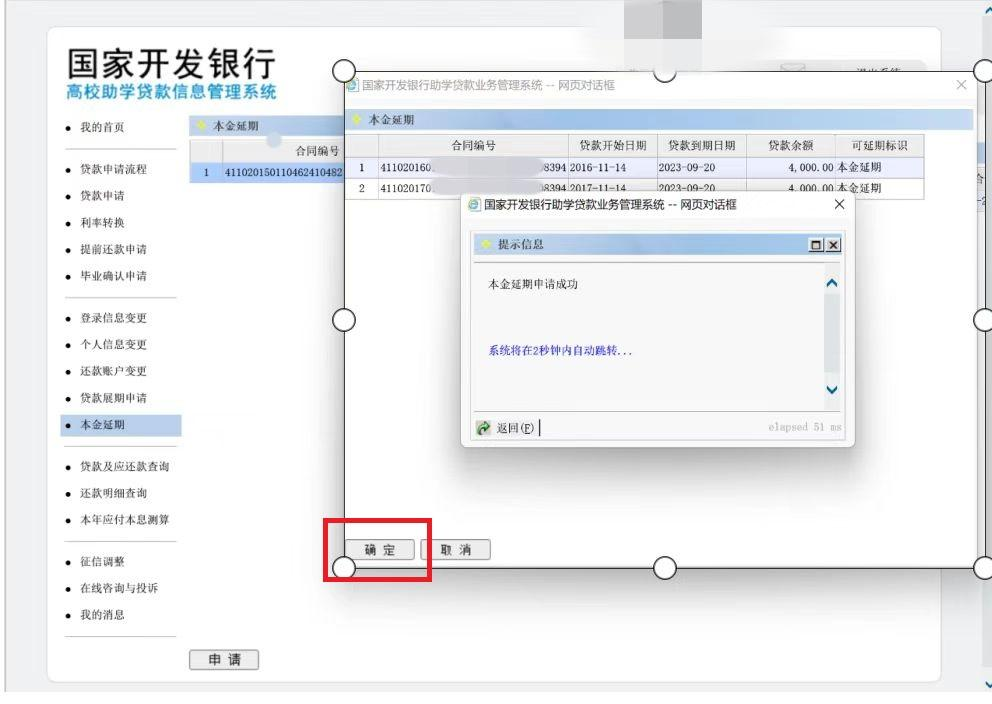 国家开发银行
高校助学贷款信息管理系统
我的首页
贷款申请流程
贷款申请
利率转换
提前还款申请
毕业确认申请
登录信息变更
个人信息变更
还款账户变更
贷款展期申请
本金延期
贷款及应还款查询
还款明细查询
本年应付本息测算
征信调整
在线咨询与投诉
我的消息
本金延期
合同编号
1 411020150110462410482
申 请
国家开发银行助学贷款业务管理系统 -- 网页对话框
本金延期
合同编号 贷款开始日期 贷款到期日期 贷款余额 可延期标识
1 411020160 8394 2016-11-14 2023-09-20 4,000.00 本金延期
2 411020170 8394 2017-11-14 2023-09-20 4,000.00 本金延期
国家开发银行助学贷款业务管理系统 -- 网页对话框
提示信息
本金延期申请成功
系统将在2秒钟内自动跳转...
返回(F)
elapsed 51 ms
确 定 取 消